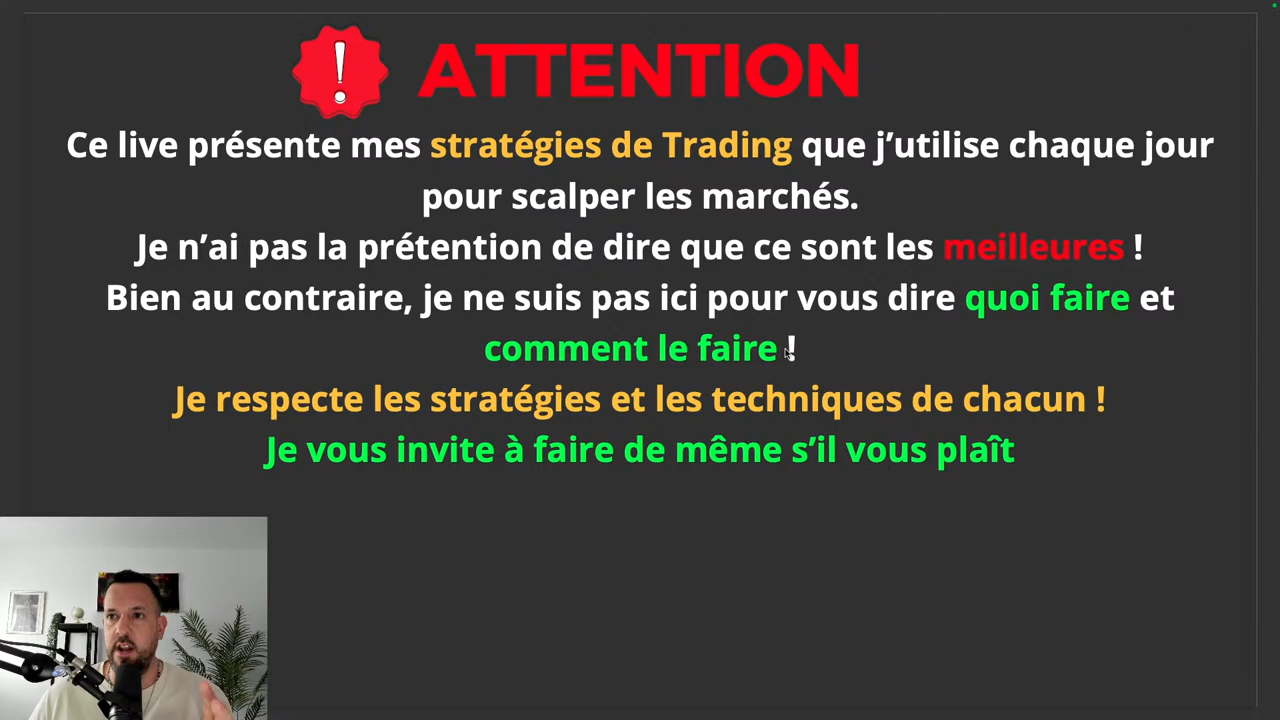 ! ATTENTION
Ce live présente mes stratégies de Trading que j’utilise chaque jour
pour scalper les marchés.
Je n’ai pas la prétention de dire que ce sont les meilleures !
Bien au contraire, je ne suis pas ici pour vous dire quoi faire et
comment le faire !
Je respecte les stratégies et les techniques de chacun !
Je vous invite à faire de même s’il vous plaît